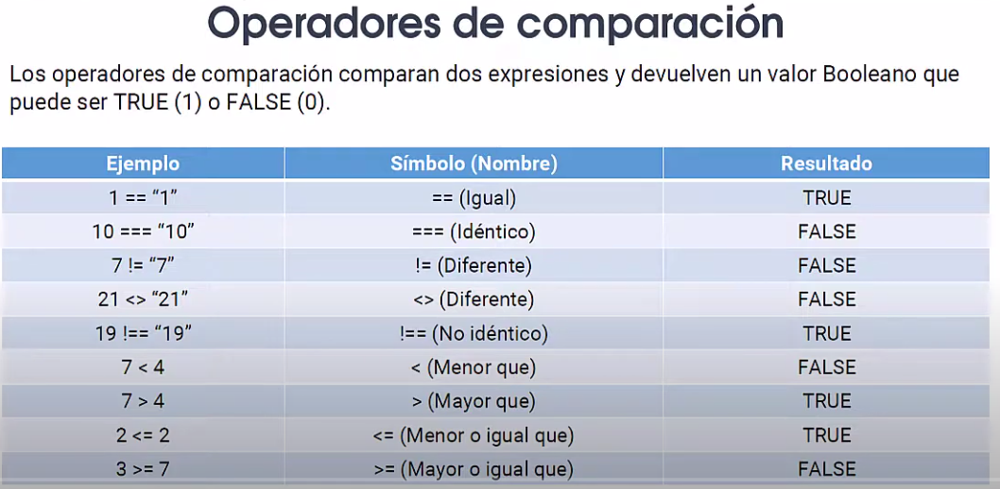 Operadores de comparación
Los operadores de comparación comparan dos expresiones y devuelven un valor Booleano que
puede ser TRUE (1) o FALSE (0).
Ejemplo Símbolo (Nombre) Resultado
1 == “1” == (Igual) TRUE
10 === “10” === (Idéntico) FALSE
7 != “7” != (Diferente) FALSE
21 <> “21” <> (Diferente) FALSE
19 !== “19” !== (No idéntico) TRUE
7 < 4 < (Menor que) FALSE
7 > 4 > (Mayor que) TRUE
2 <= 2 <= (Menor o igual que) TRUE
3 >= 7 >= (Mayor o igual que) FALSE